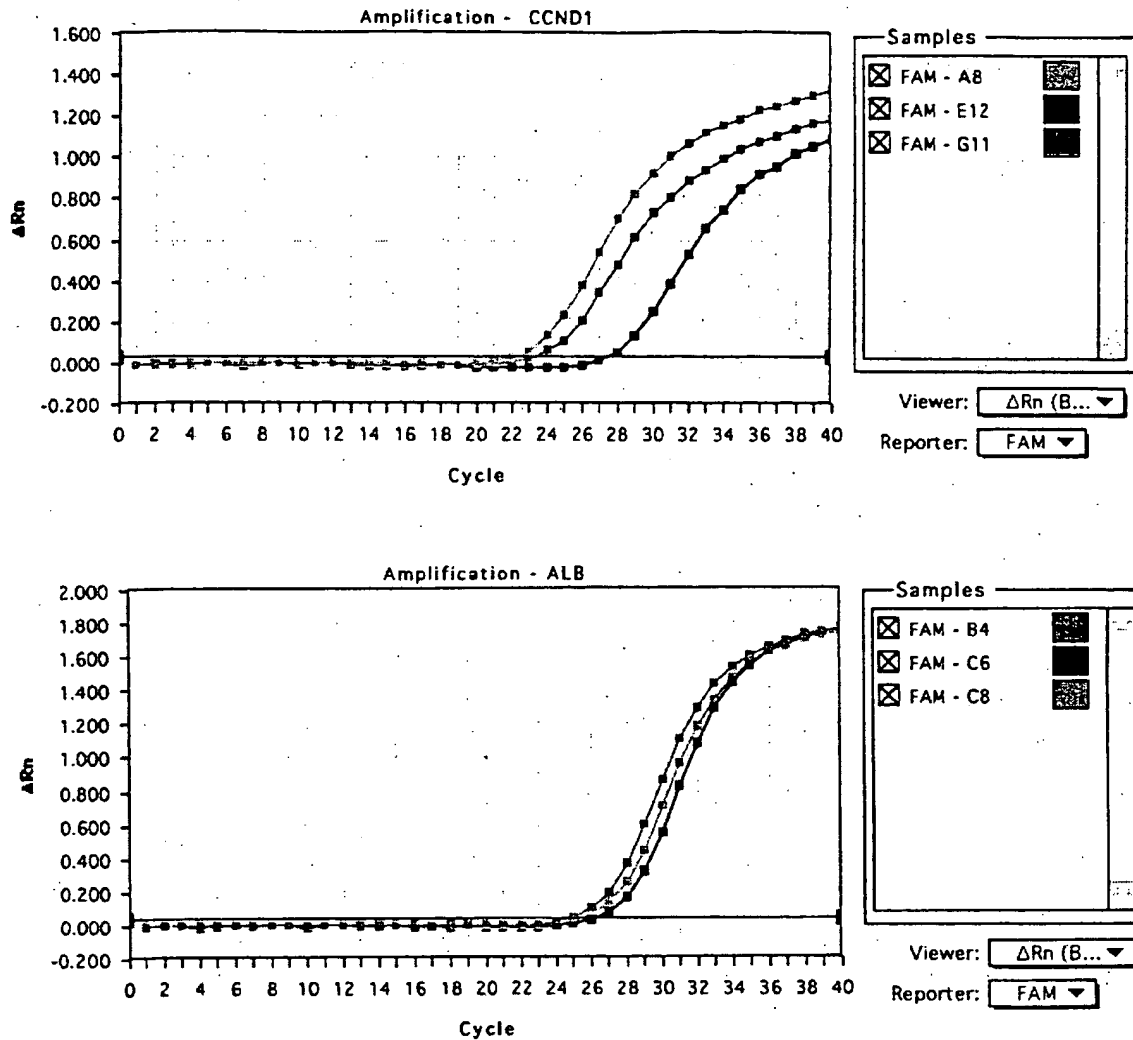 Amplification - CCND1
1.600
1.400
1.200
1.000
0.800
0.600
0.400
0.200
0.000
-0.200
ΔRn
0 2 4 6 8 10 12 14 16 18 20 22 24 26 28 30 32 34 36 38 40
Cycle
Samples
FAM - A8
FAM - E12
FAM - G11
Viewer: ΔRn (B...
Reporter: FAM
Amplification - ALB
2.000
1.800
1.600
1.400
1.200
1.000
0.800
0.600
0.400
0.200
0.000
-0.200
ΔRn
0 2 4 6 8 10 12 14 16 18 20 22 24 26 28 30 32 34 36 38 40
Cycle
Samples
FAM - B4
FAM - C6
FAM - C8
Viewer: ΔRn (B...
Reporter: FAM